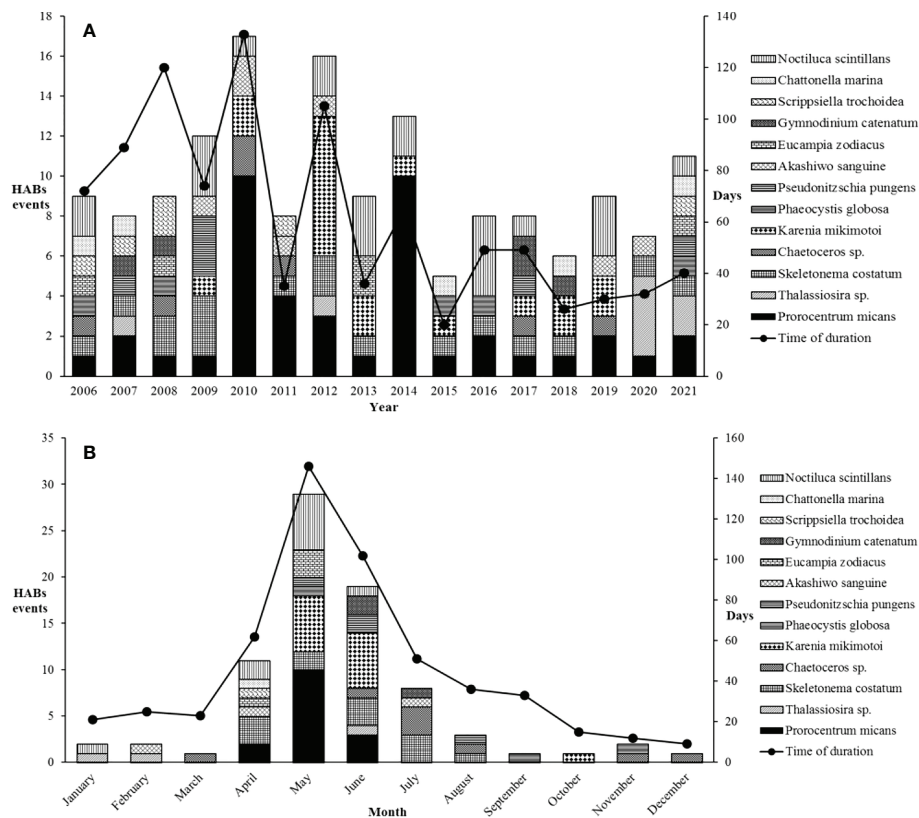 A
18
16
14
12
10
8
6
4
2
0
HABs
events
140
120
100
80
60
40
20
0
Days
2006 2007 2008 2009 2010 2011 2012 2013 2014 2015 2016 2017 2018 2019 2020 2021
Year
Noctiluca scintillans
Chattonella marina
Scrippsiella trochoidea
Gymnodinium catenatum
Eucampia zodiacus
Akashiwo sanguine
Pseudonitzschia pungens
Phaeocystis globosa
Karenia mikimotoi
Chaetoceros sp.
Skeletonema costatum
Thalassiosira sp.
Prorocentrum micans
Time of duration
B
35
30
25
20
15
10
5
0
HABs
events
160
140
120
100
80
60
40
20
0
Days
January February March April May June July August September October November December
Month
Noctiluca scintillans
Chattonella marina
Scrippsiella trochoidea
Gymnodinium catenatum
Eucampia zodiacus
Akashiwo sanguine
Pseudonitzschia pungens
Phaeocystis globosa
Karenia mikimotoi
Chaetoceros sp.
Skeletonema costatum
Thalassiosira sp.
Prorocentrum micans
Time of duration